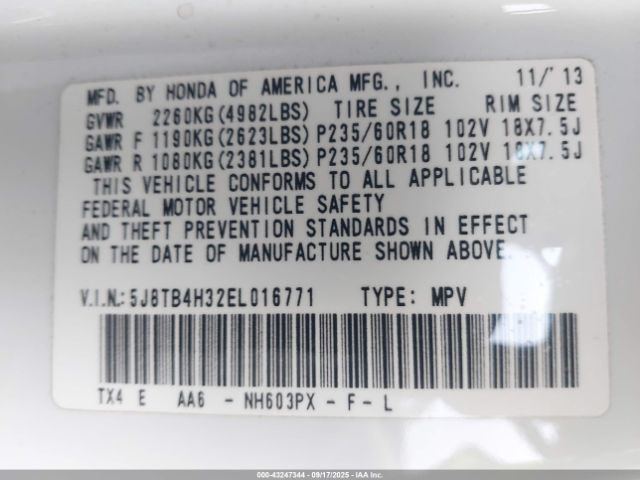 MFD. BY HONDA OF AMERICA MFG., INC. 11/'13
GVWR 2260KG(4982LBS) TIRE SIZE RIM SIZE
GAWR F 1190KG(2623LBS) P235/60R18 102V 18X7.5J
GAWR R 1080KG(2381LBS) P235/60R18 102V 18X7.5J
THIS VEHICLE CONFORMS TO ALL APPLICABLE
FEDERAL MOTOR VEHICLE SAFETY
AND THEFT PREVENTION STANDARDS IN EFFECT
ON THE DATE OF MANUFACTURE SHOWN ABOVE.
V.I.N.:5J8TB4H32EL016771 TYPE: MPV
TX4 E AA6 - NH603PX - F - L
000-43247344 - 09/17/2025 - IAAI.COM